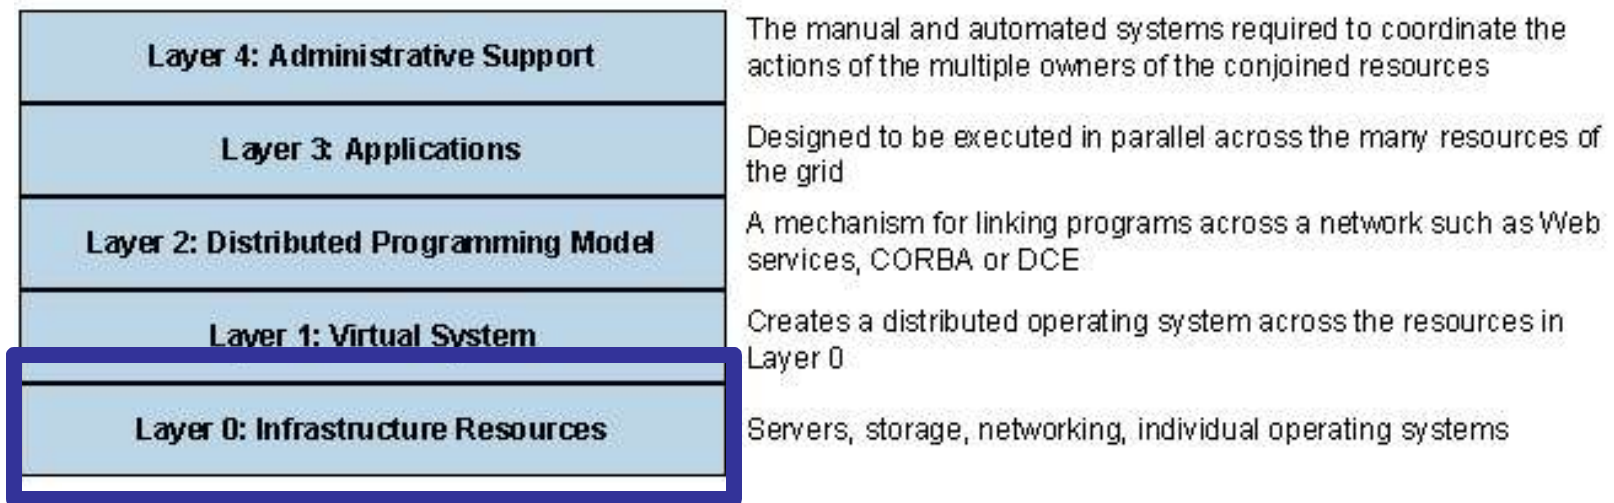 Layer 4: Administrative Support
The manual and automated systems required to coordinate the
actions of the multiple owners of the conjoined resources
Layer 3: Applications
Designed to be executed in parallel across the many resources of
the grid
Layer 2: Distributed Programming Model
A mechanism for linking programs across a network such as Web
services, CORBA or DCE
Layer 1: Virtual System
Creates a distributed operating system across the resources in
Layer 0
Layer 0: Infrastructure Resources
Servers, storage, networking, individual operating systems